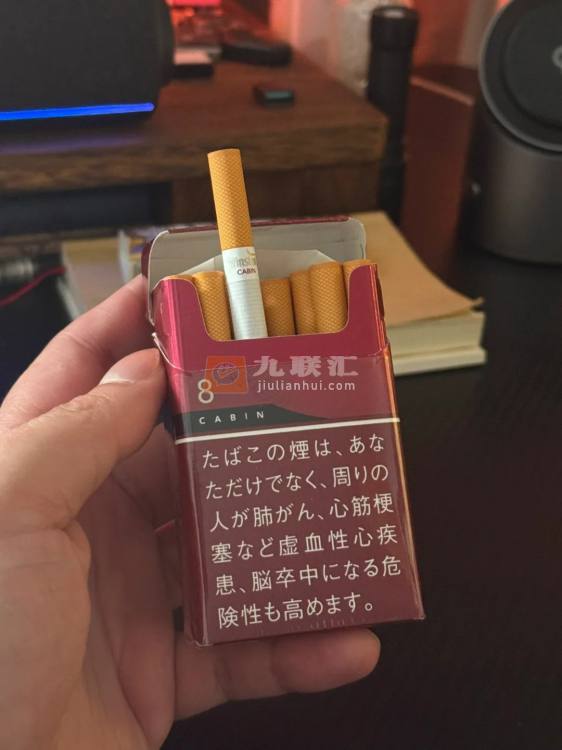 Winston
CABIN
九联汇
jiulianhui.com
8
CABIN
たばこの煙は、あな
ただけでなく、周りの
人が肺がん、心筋梗
塞など虚血性心疾
患、脳卒中になる危
険性も高めます。